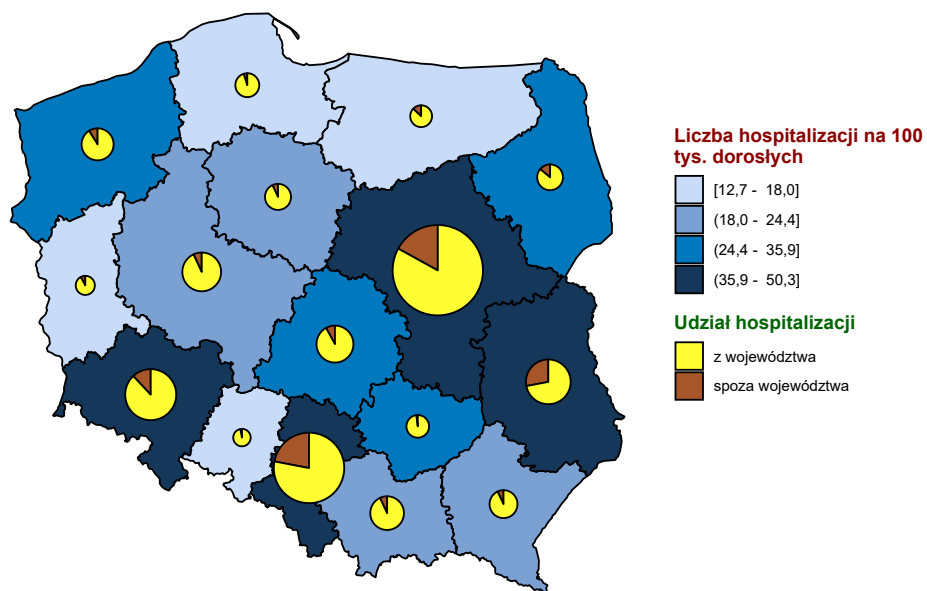 Liczba hospitalizacji na 100
tys. dorosłych
[12,7 - 18,0]
(18,0 - 24,4]
(24,4 - 35,9]
(35,9 - 50,3]
Udział hospitalizacji
z województwa
spoza województwa